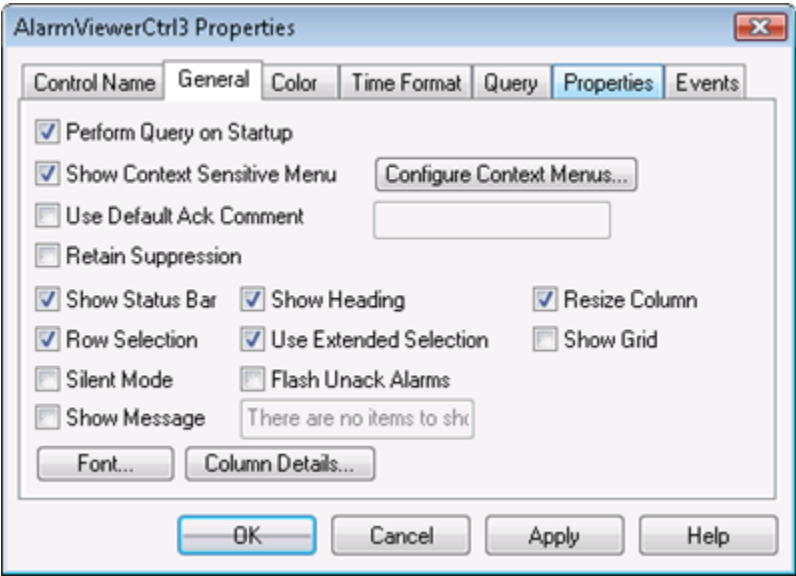 AlarmViewerCtrl3 Properties
Control Name General Color Time Format Query Properties Events
Perform Query on Startup
Show Context Sensitive Menu Configure Context Menus...
Use Default Ack Comment
Retain Suppression
Show Status Bar Show Heading Resize Column
Row Selection Use Extended Selection Show Grid
Silent Mode Flash Unack Alarms
Show Message There are no items to sho
Font... Column Details...
OK Cancel Apply Help